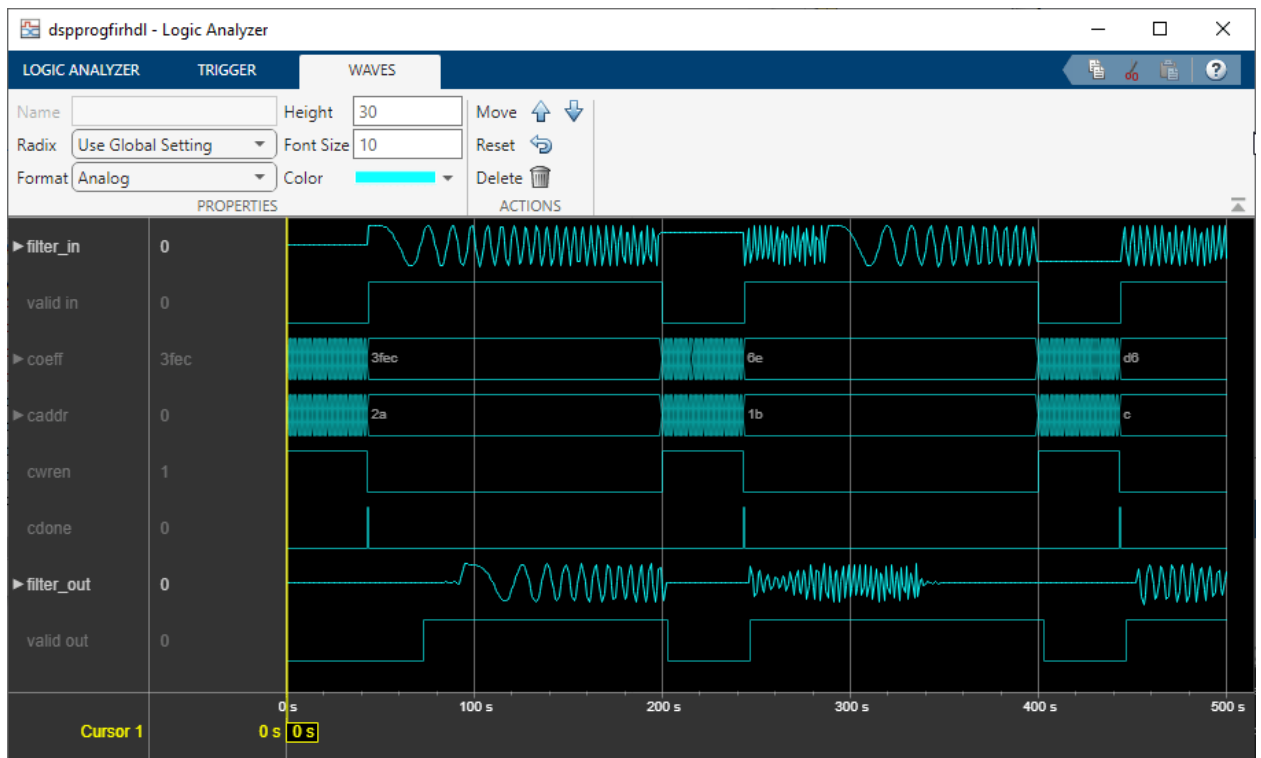 dspprogfirhdl - Logic Analyzer
LOGIC ANALYZER TRIGGER WAVES
Name Height 30 Move
Radix Use Global Setting Font Size 10 Reset
Format Analog Color Delete
PROPERTIES ACTIONS
filter_in 0
valid in 0
coeff 3fec 3fec 6e d6
caddr 0 2a 1b c
cwren 1
cdone 0
filter_out 0
valid out 0
0 s 100 s 200 s 300 s 400 s 500 s
Cursor 1 0 s 0 s